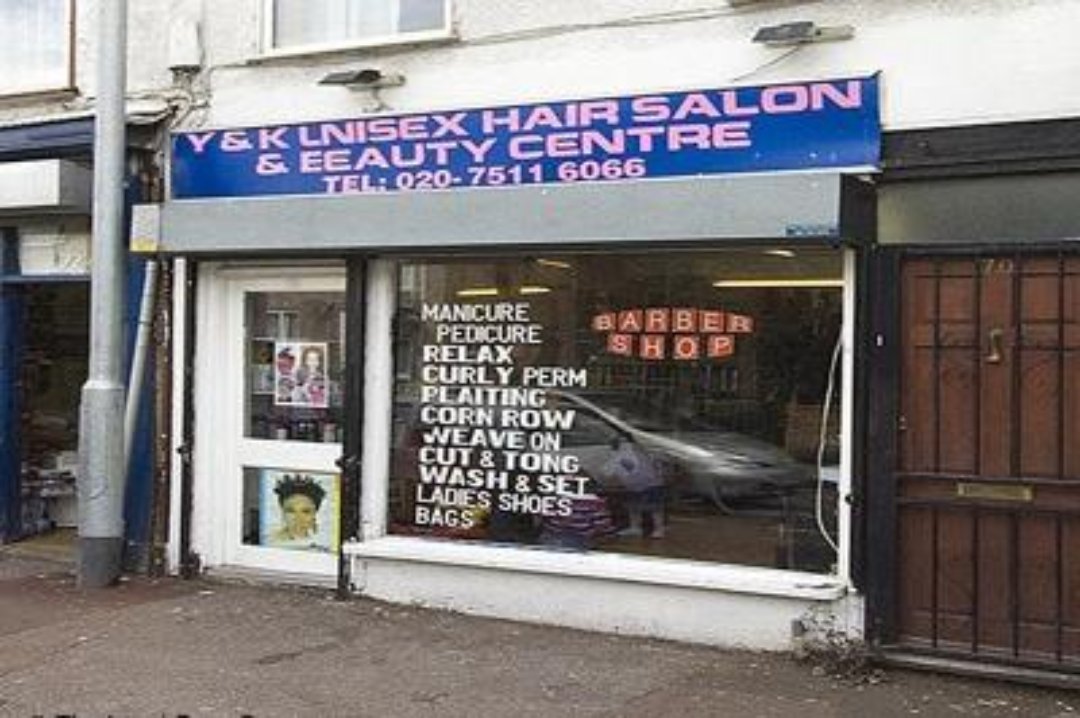 Y & K LNISEX HAIR SALON
& EEAUTY CENTRE
TEL: 020-7511 6066
MANICURE
PEDICURE
RELAX
CURLY PERM
PLAITING
CORN ROW
WEAVE ON
CUT & TONG
WASH & SET
LADIES SHOES
BAGS
BARBER
SHOP